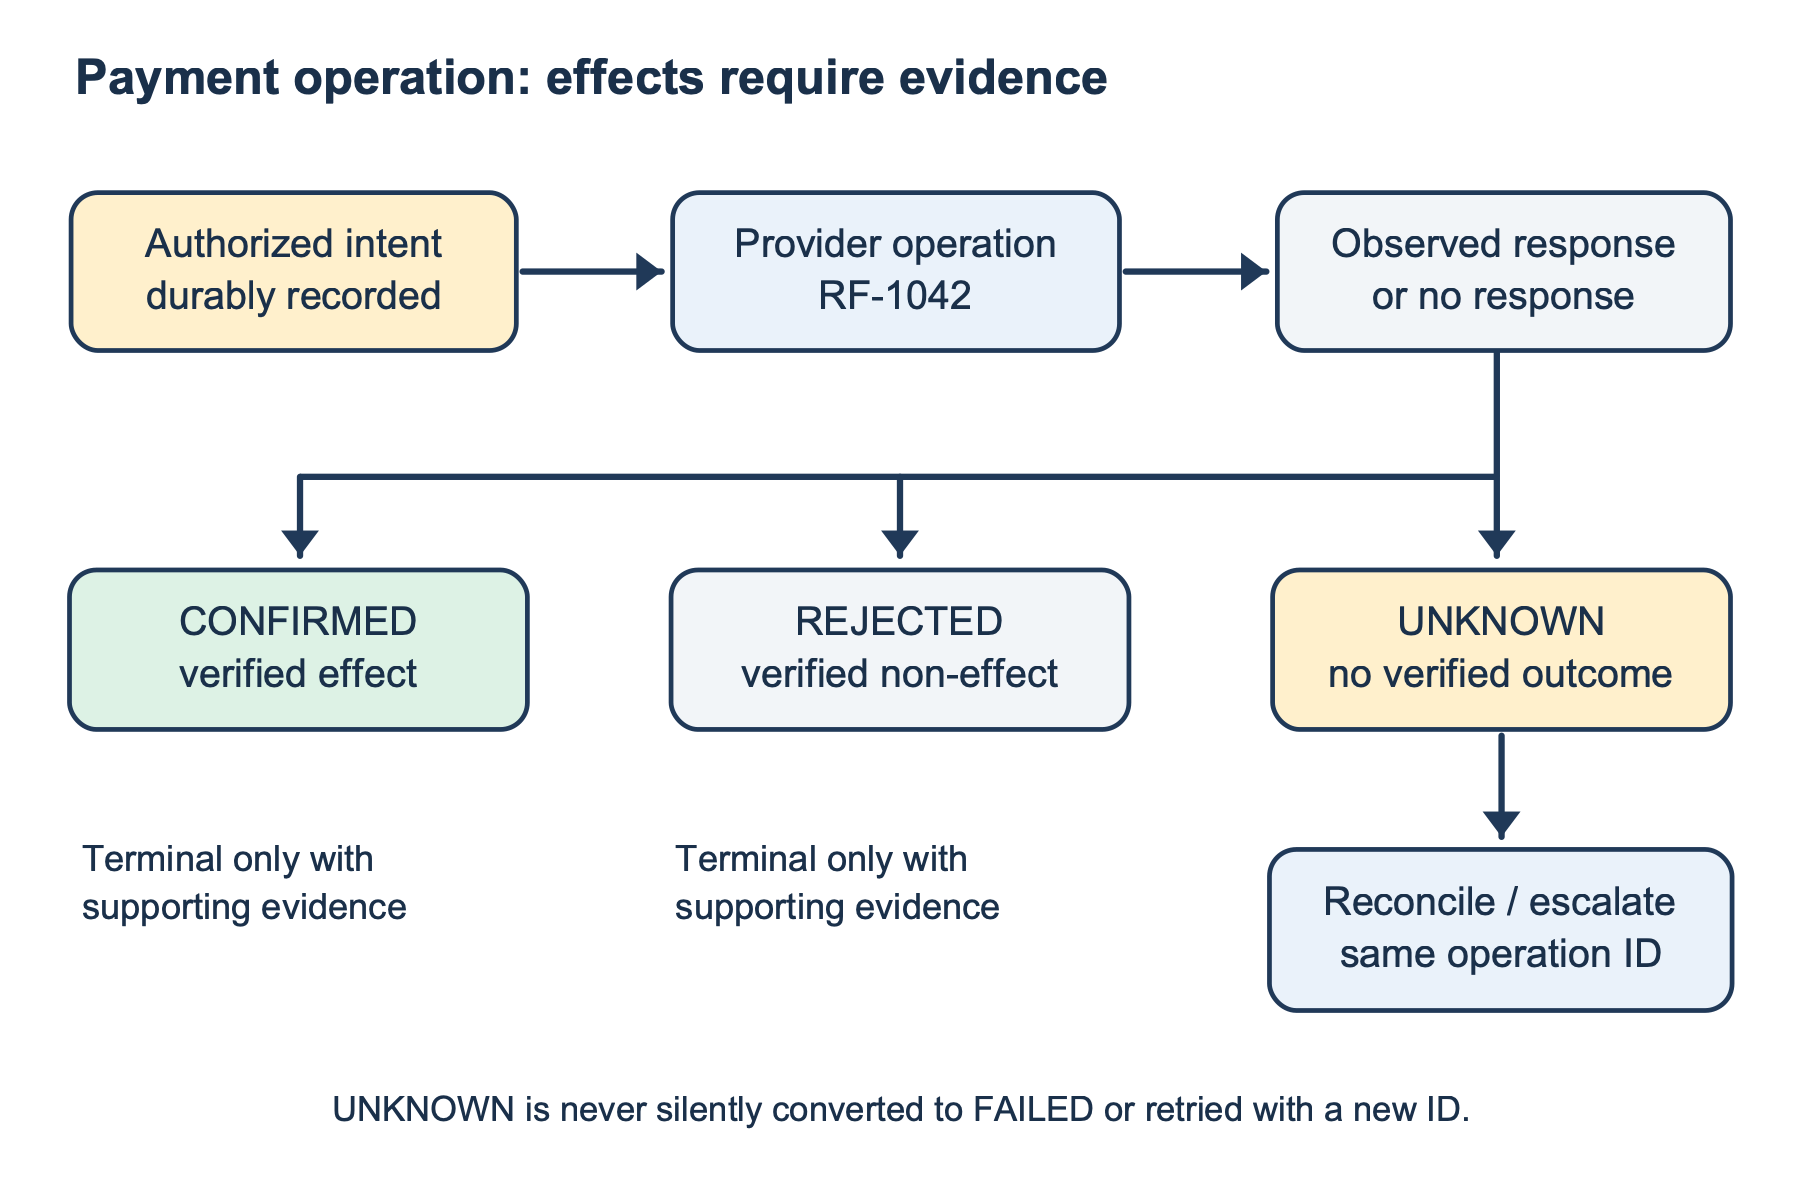 Payment operation: effects require evidence
Authorized intent
durably recorded
Provider operation
RF-1042
Observed response
or no response
CONFIRMED
verified effect
REJECTED
verified non-effect
UNKNOWN
no verified outcome
Terminal only with
supporting evidence
Terminal only with
supporting evidence
Reconcile / escalate
same operation ID
UNKNOWN is never silently converted to FAILED or retried with a new ID.